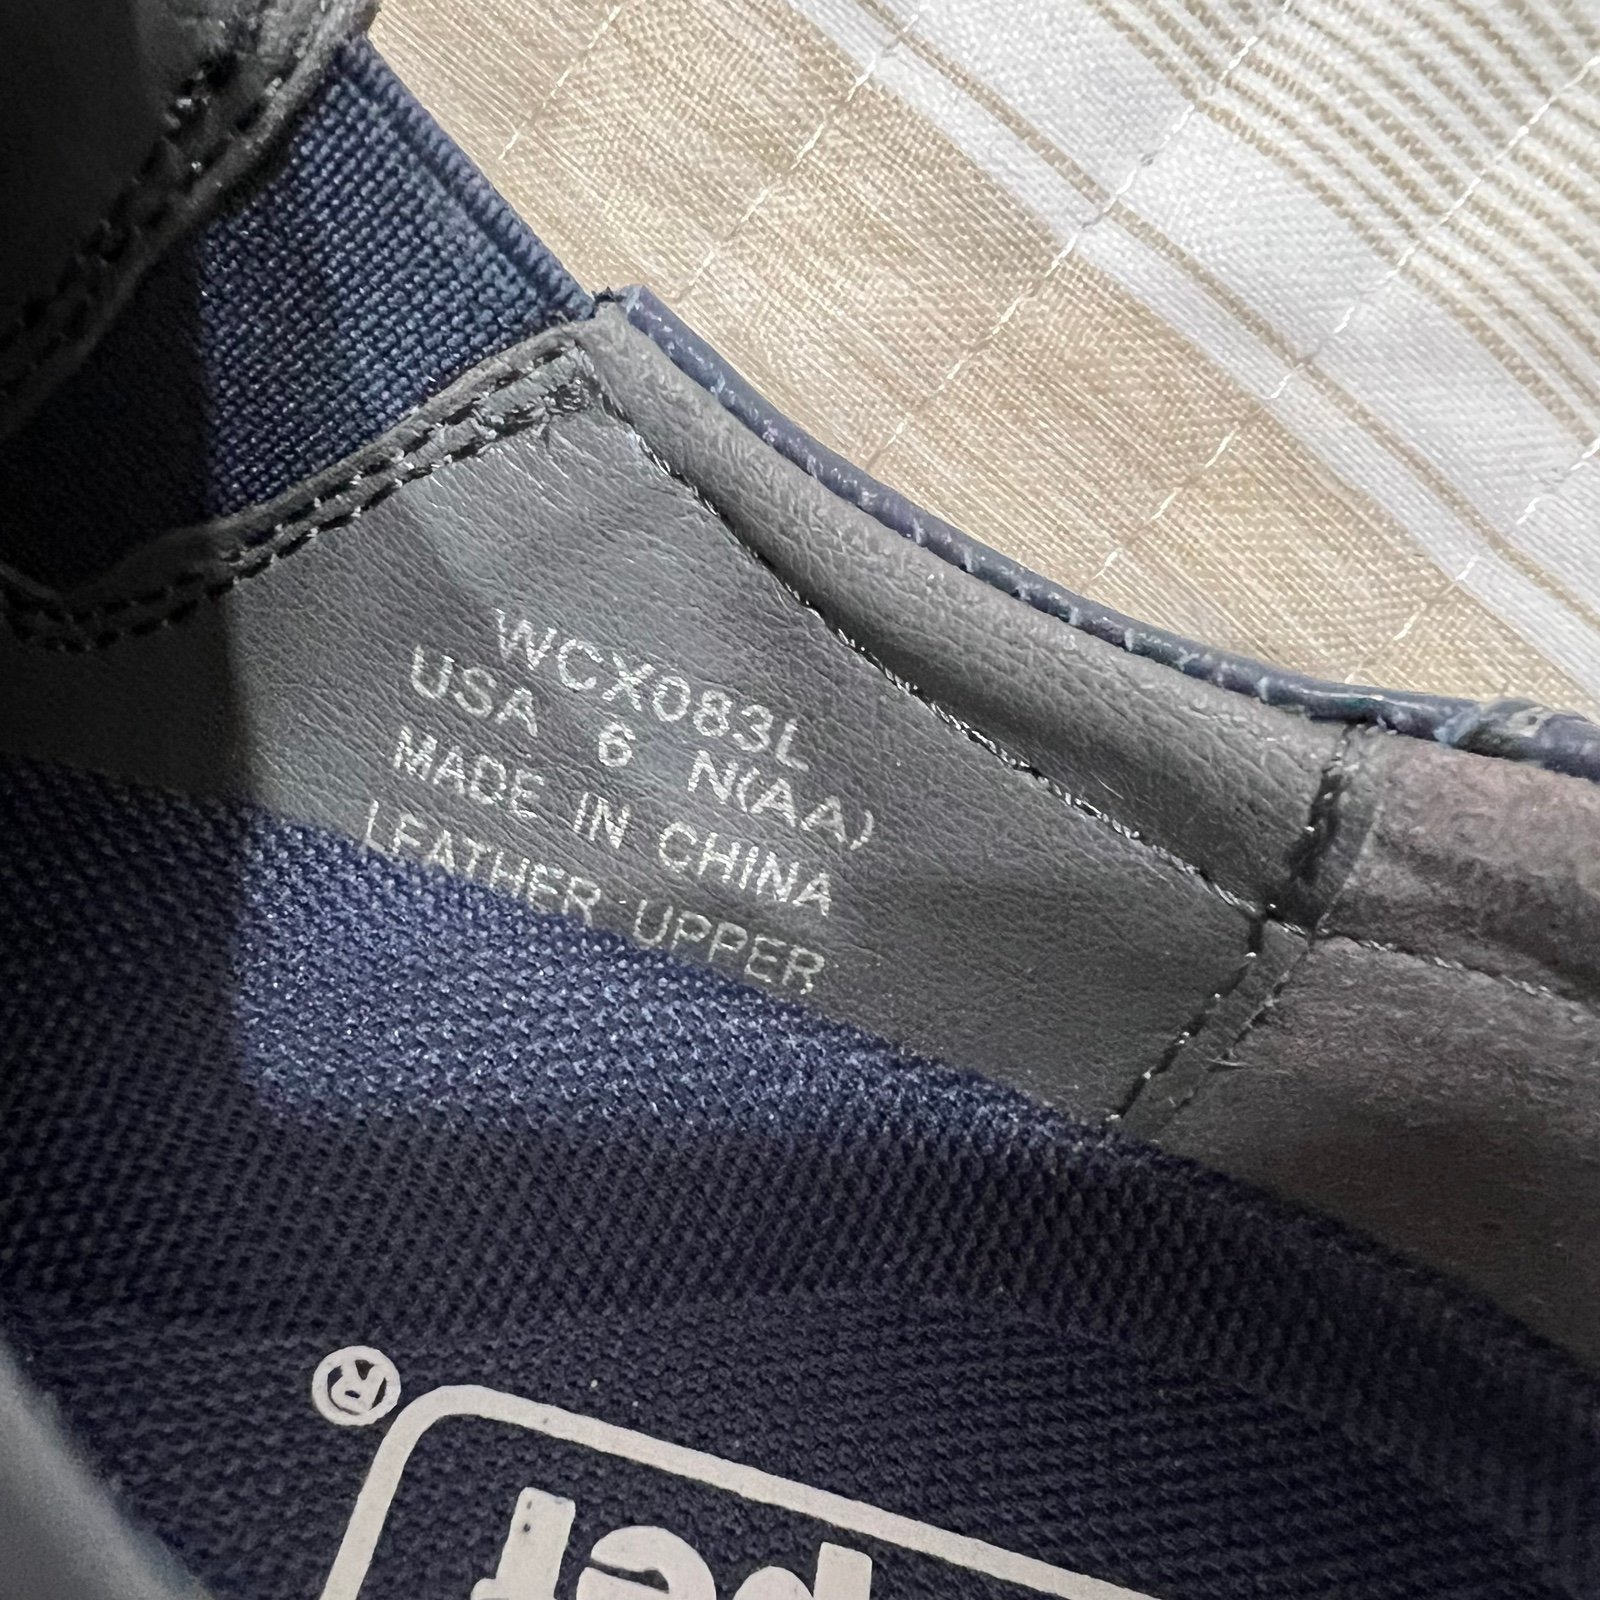 WCX083L
USA 6 N(AA)
MADE IN CHINA
LEATHER UPPER
®